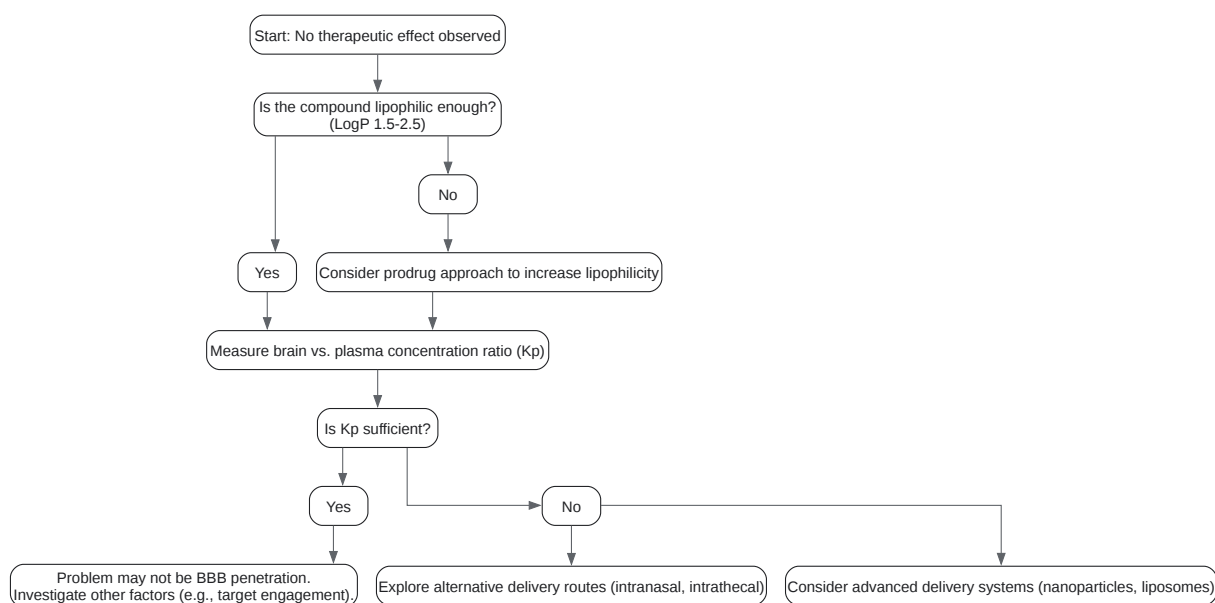 Start: No therapeutic effect observed
Is the compound lipophilic enough?
(LogP 1.5-2.5)
No
Yes
Consider prodrug approach to increase lipophilicity
Measure brain vs. plasma concentration ratio (Kp)
Is Kp sufficient?
Yes
No
Problem may not be BBB penetration.
Investigate other factors (e.g., target engagement).
Explore alternative delivery routes (intranasal, intrathecal)
Consider advanced delivery systems (nanoparticles, liposomes)